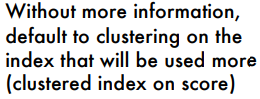 Without more information,
default to clustering on the
index that will be used more
(clustered index on score)